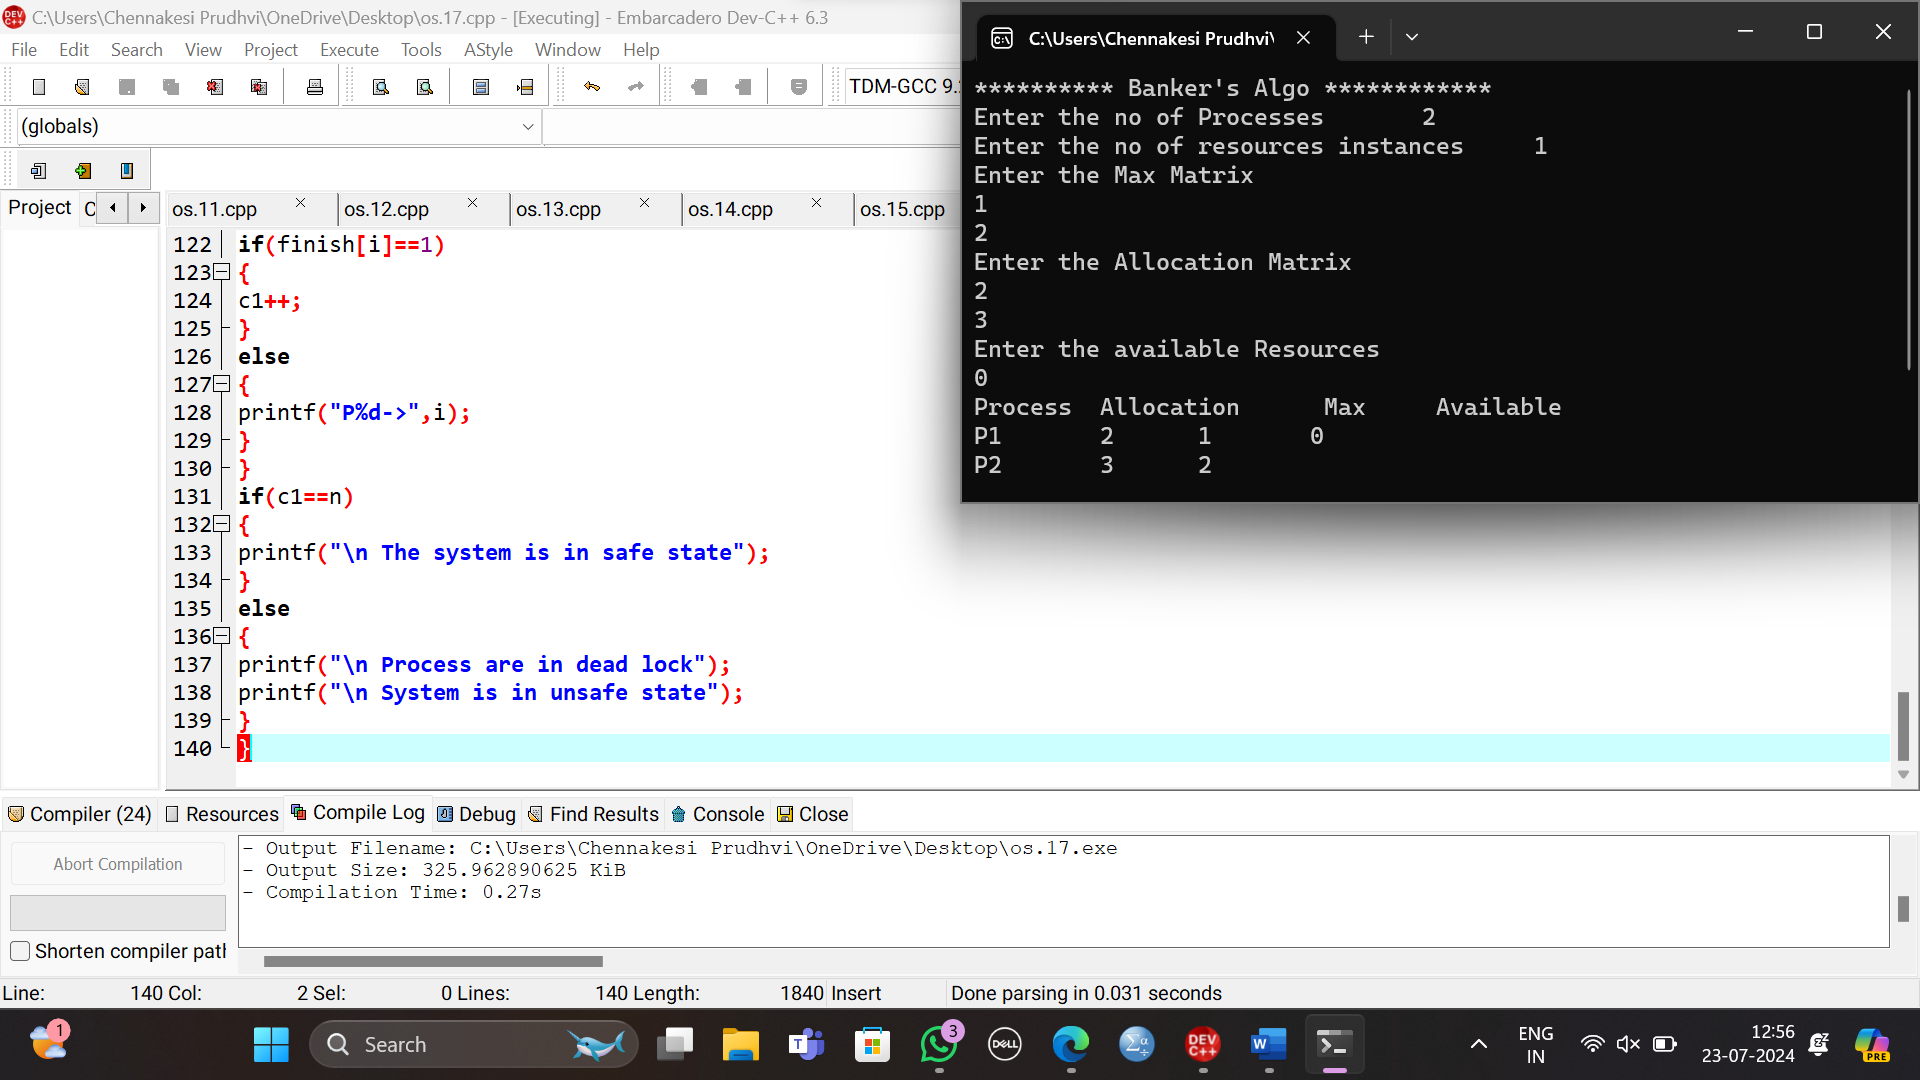 C:\Users\Chennakesi Prudhvi\OneDrive\Desktop\os.17.cpp - [Executing] - Embarcadero Dev-C++ 6.3
File Edit Search View Project Execute Tools AStyle Window Help
TDM-GCC 9.
(globals)
Project
os.11.cpp os.12.cpp os.13.cpp os.14.cpp os.15.cpp
122 if(finish[i]==1)
123 {
124 c1++;
125 }
126 else
127 {
128 printf("P%d->",i);
129 }
130 }
131 if(c1==n)
132 {
133 printf("\n The system is in safe state");
134 }
135 else
136 {
137 printf("\n Process are in dead lock");
138 printf("\n System is in unsafe state");
139 }
140 }
C:\Users\Chennakesi Prudhvi\
********** Banker's Algo ************
Enter the no of Processes 2
Enter the no of resources instances 1
Enter the Max Matrix
1
2
Enter the Allocation Matrix
2
3
Enter the available Resources
0
Process Allocation Max Available
P1 2 1 0
P2 3 2
Compiler (24) Resources Compile Log Debug Find Results Console Close
Abort Compilation
Shorten compiler path
- Output Filename: C:\Users\Chennakesi Prudhvi\OneDrive\Desktop\os.17.exe
- Output Size: 325.962890625 KiB
- Compilation Time: 0.27s
Line: 140 Col: 2 Sel: 0 Lines: 140 Length: 1840 Insert Done parsing in 0.031 seconds
1
Search
T
3
DELL
DEV C++
W
ENG
IN
12:56
23-07-2024
PRE